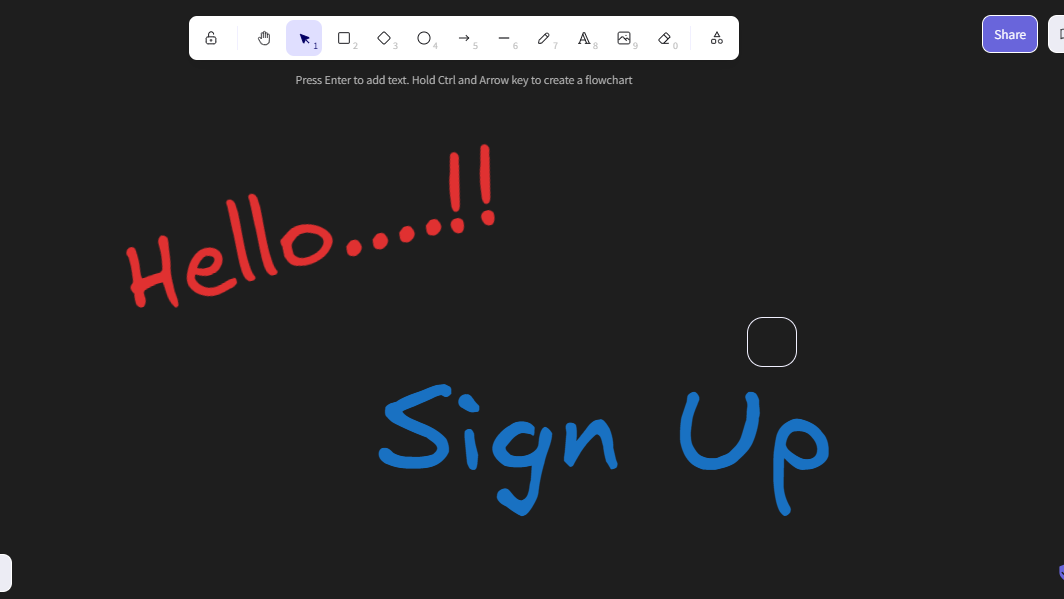 1 2 3 4 5 6 7 8 9 0
Share
Press Enter to add text. Hold Ctrl and Arrow key to create a flowchart
Hello....!!
Sign Up